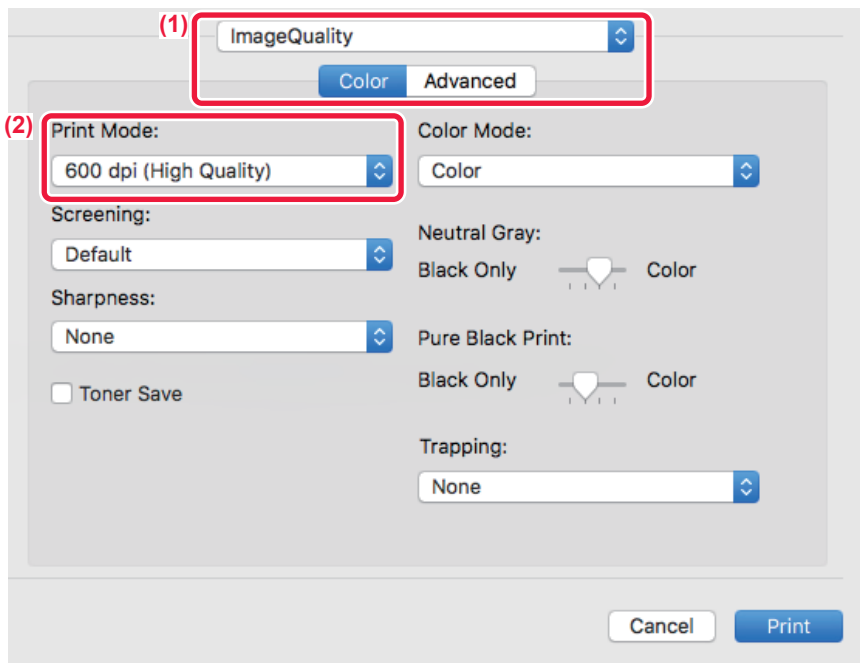 (1)
ImageQuality
Color Advanced
(2)
Print Mode:
600 dpi (High Quality)
Screening:
Default
Sharpness:
None
Toner Save
Color Mode:
Color
Neutral Gray:
Black Only Color
Pure Black Print:
Black Only Color
Trapping:
None
Cancel Print